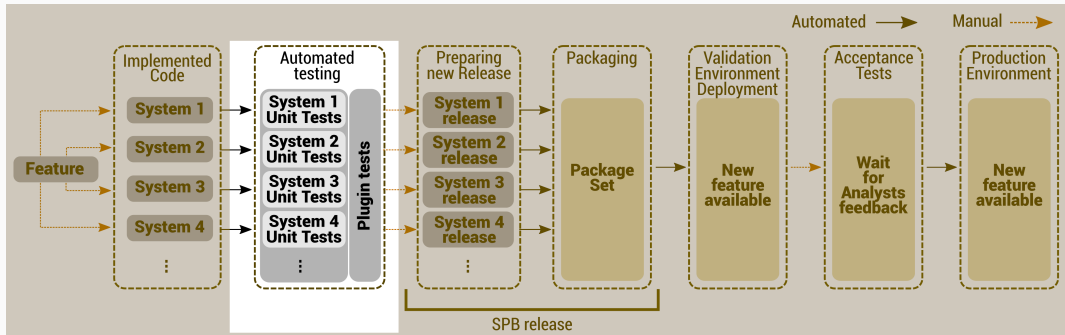 Automated
Manual
Implemented
Code
Automated
testing
Preparing
new Release
Packaging
Validation
Environment
Deployment
Acceptance
Tests
Production
Environment
Feature
System 1
System 2
System 3
System 4
⋮
System 1
Unit Tests
System 2
Unit Tests
System 3
Unit Tests
System 4
Unit Tests
⋮
Plugin tests
System 1
release
System 2
release
System 3
release
System 4
release
⋮
Package
Set
New
feature
available
Wait
for
Analysts
feedback
New
feature
available
SPB release